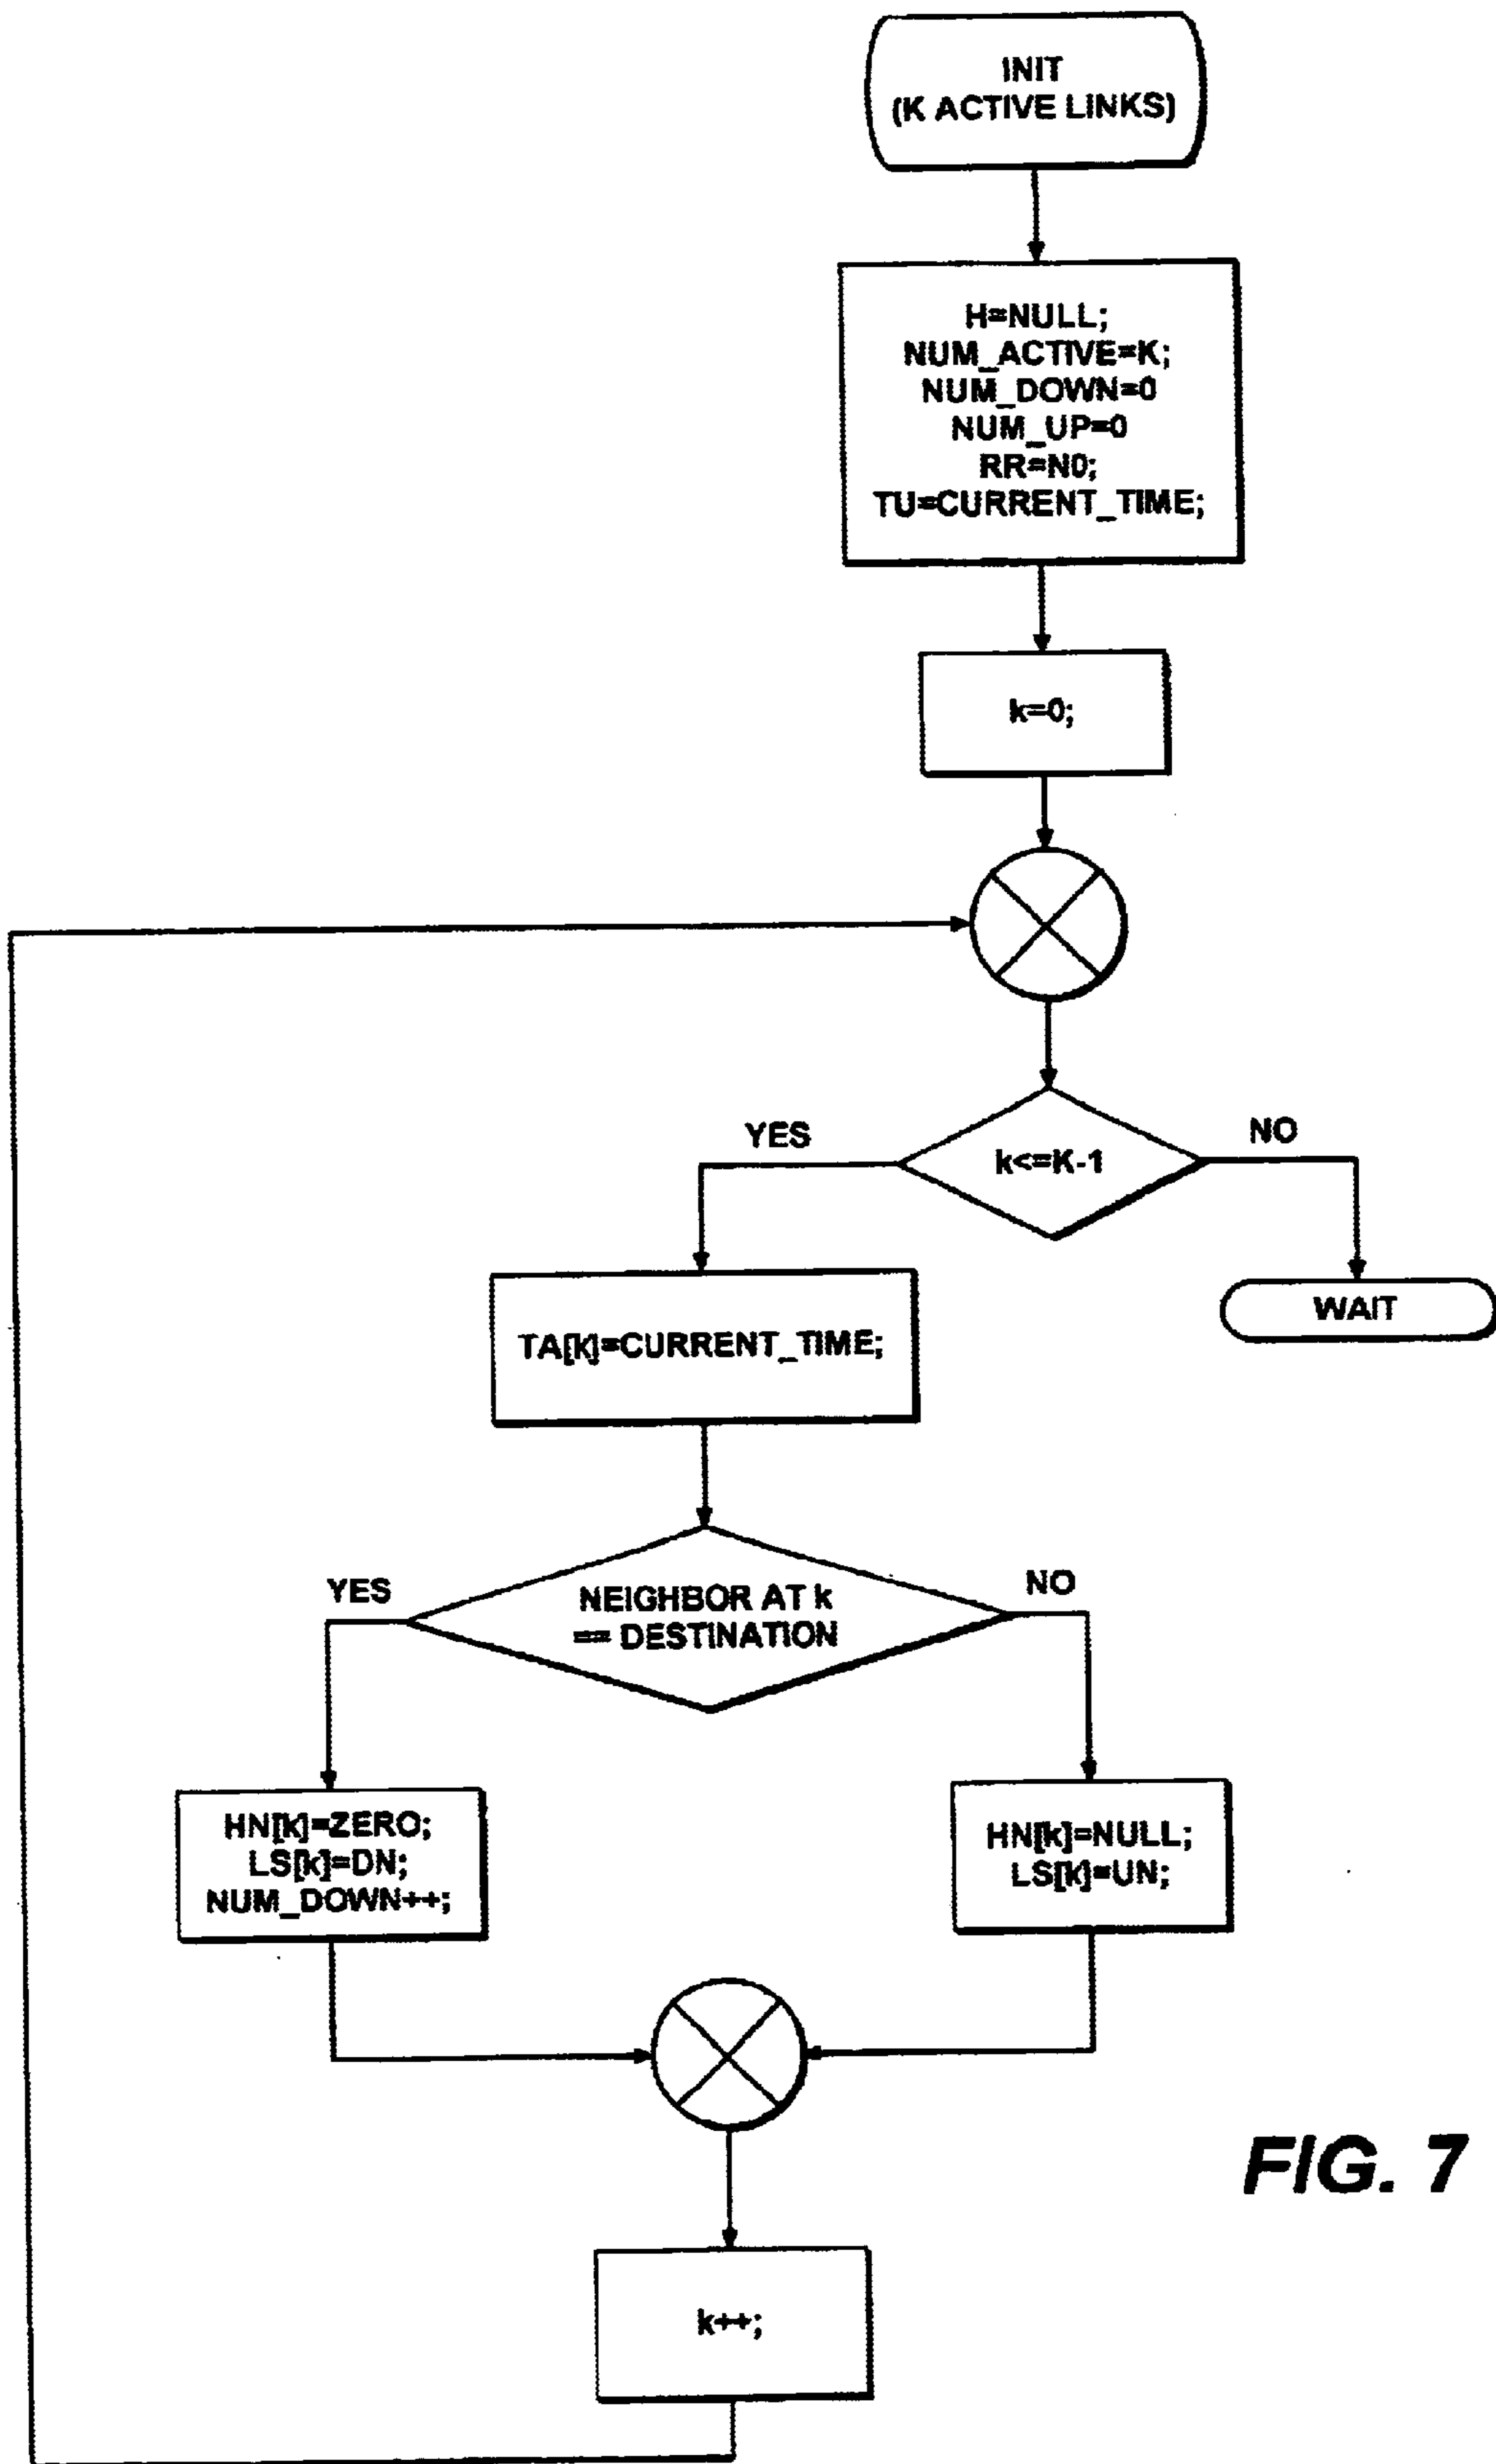 INIT
(K ACTIVE LINKS)
H=NULL;
NUM_ACTIVE=K;
NUM_DOWN=0
NUM_UP=0
RR=N0;
TU=CURRENT_TIME;
k=0;
YES
k<=K-1
NO
TA[k]=CURRENT_TIME;
WAIT
YES
NEIGHBOR AT k
== DESTINATION
NO
HN[k]=ZERO;
LS[k]=DN;
NUM_DOWN++;
HN[k]=NULL;
LS[k]=UN;
FIG. 7
k++;